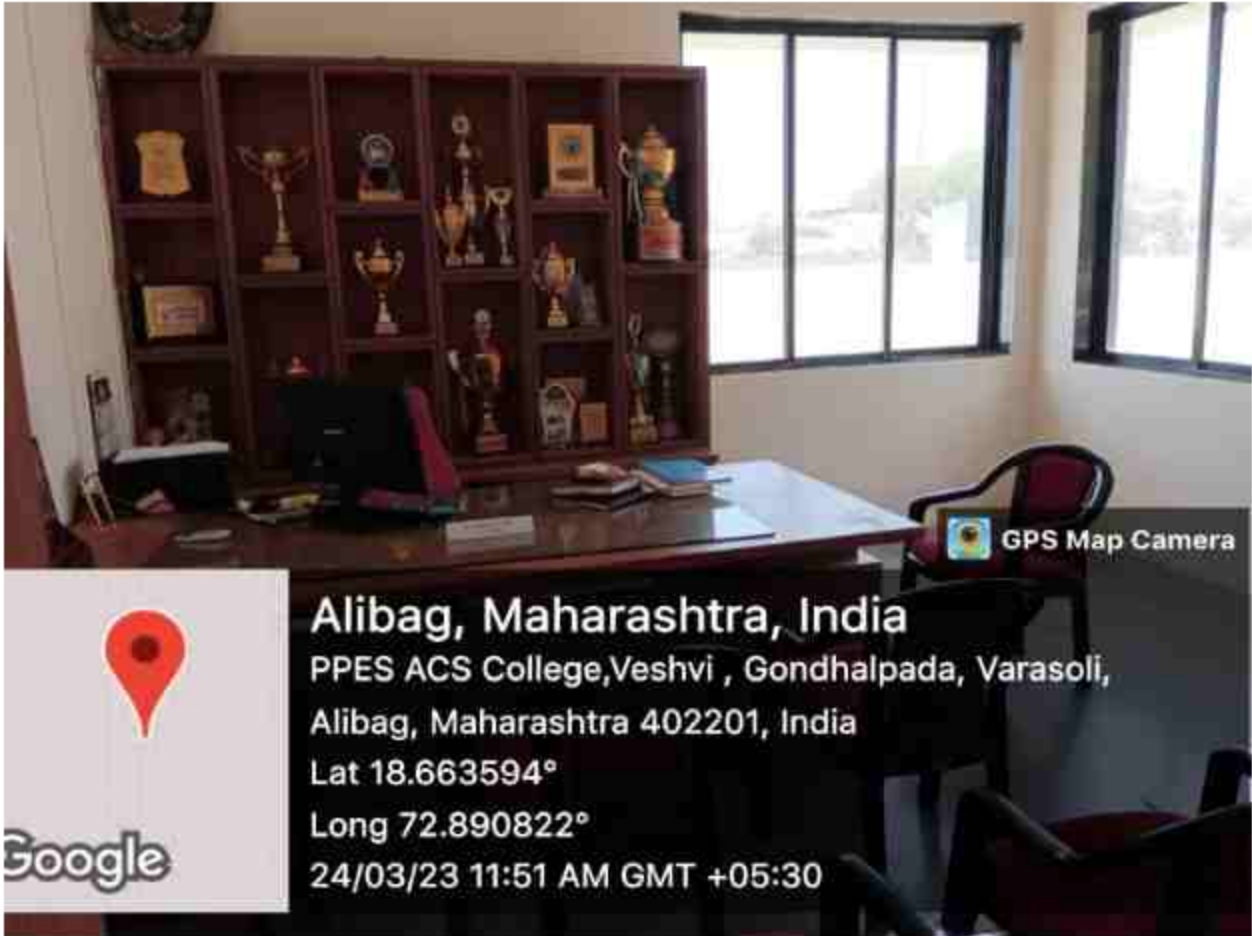 GPS Map Camera
Alibag, Maharashtra, India
PPES ACS College,Veshvi , Gondhalpada, Varasoli,
Alibag, Maharashtra 402201, India
Lat 18.663594°
Long 72.890822°
24/03/23 11:51 AM GMT +05:30
Google